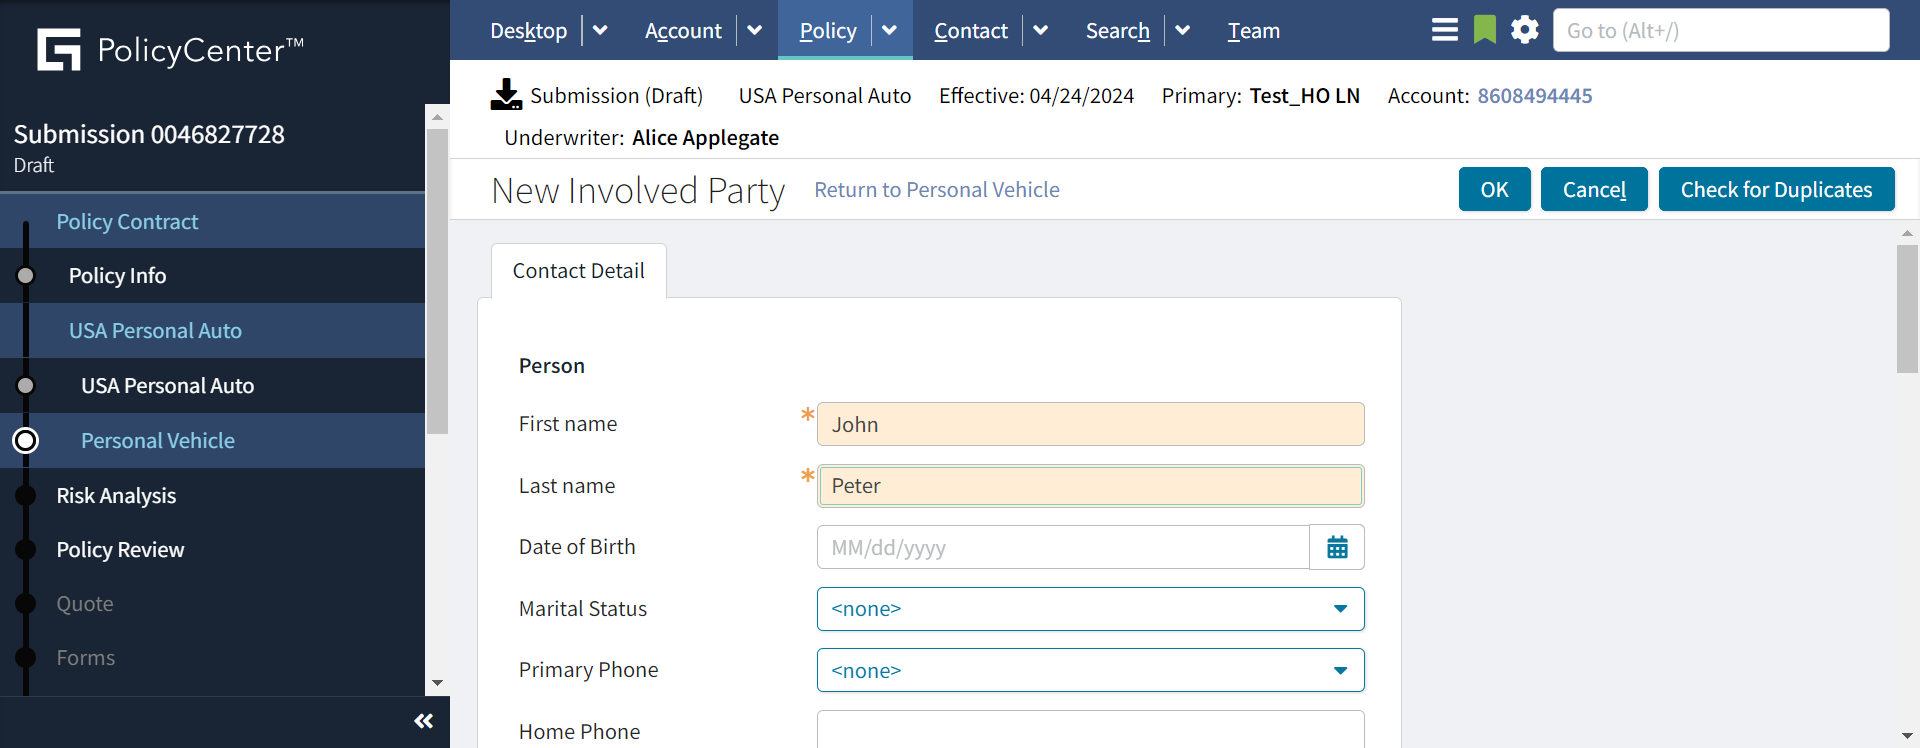 PolicyCenter™
Desktop
Account
Policy
Contact
Search
Team
Go to (Alt+/)
Submission 0046827728
Draft
Policy Contract
Policy Info
USA Personal Auto
USA Personal Auto
Personal Vehicle
Risk Analysis
Policy Review
Quote
Forms
Submission (Draft) USA Personal Auto Effective: 04/24/2024 Primary: Test_HO LN Account: 8608494445
Underwriter: Alice Applegate
New Involved Party Return to Personal Vehicle OK Cancel Check for Duplicates
Contact Detail
Person
First name * John
Last name * Peter
Date of Birth MM/dd/yyyy
Marital Status <none>
Primary Phone <none>
Home Phone